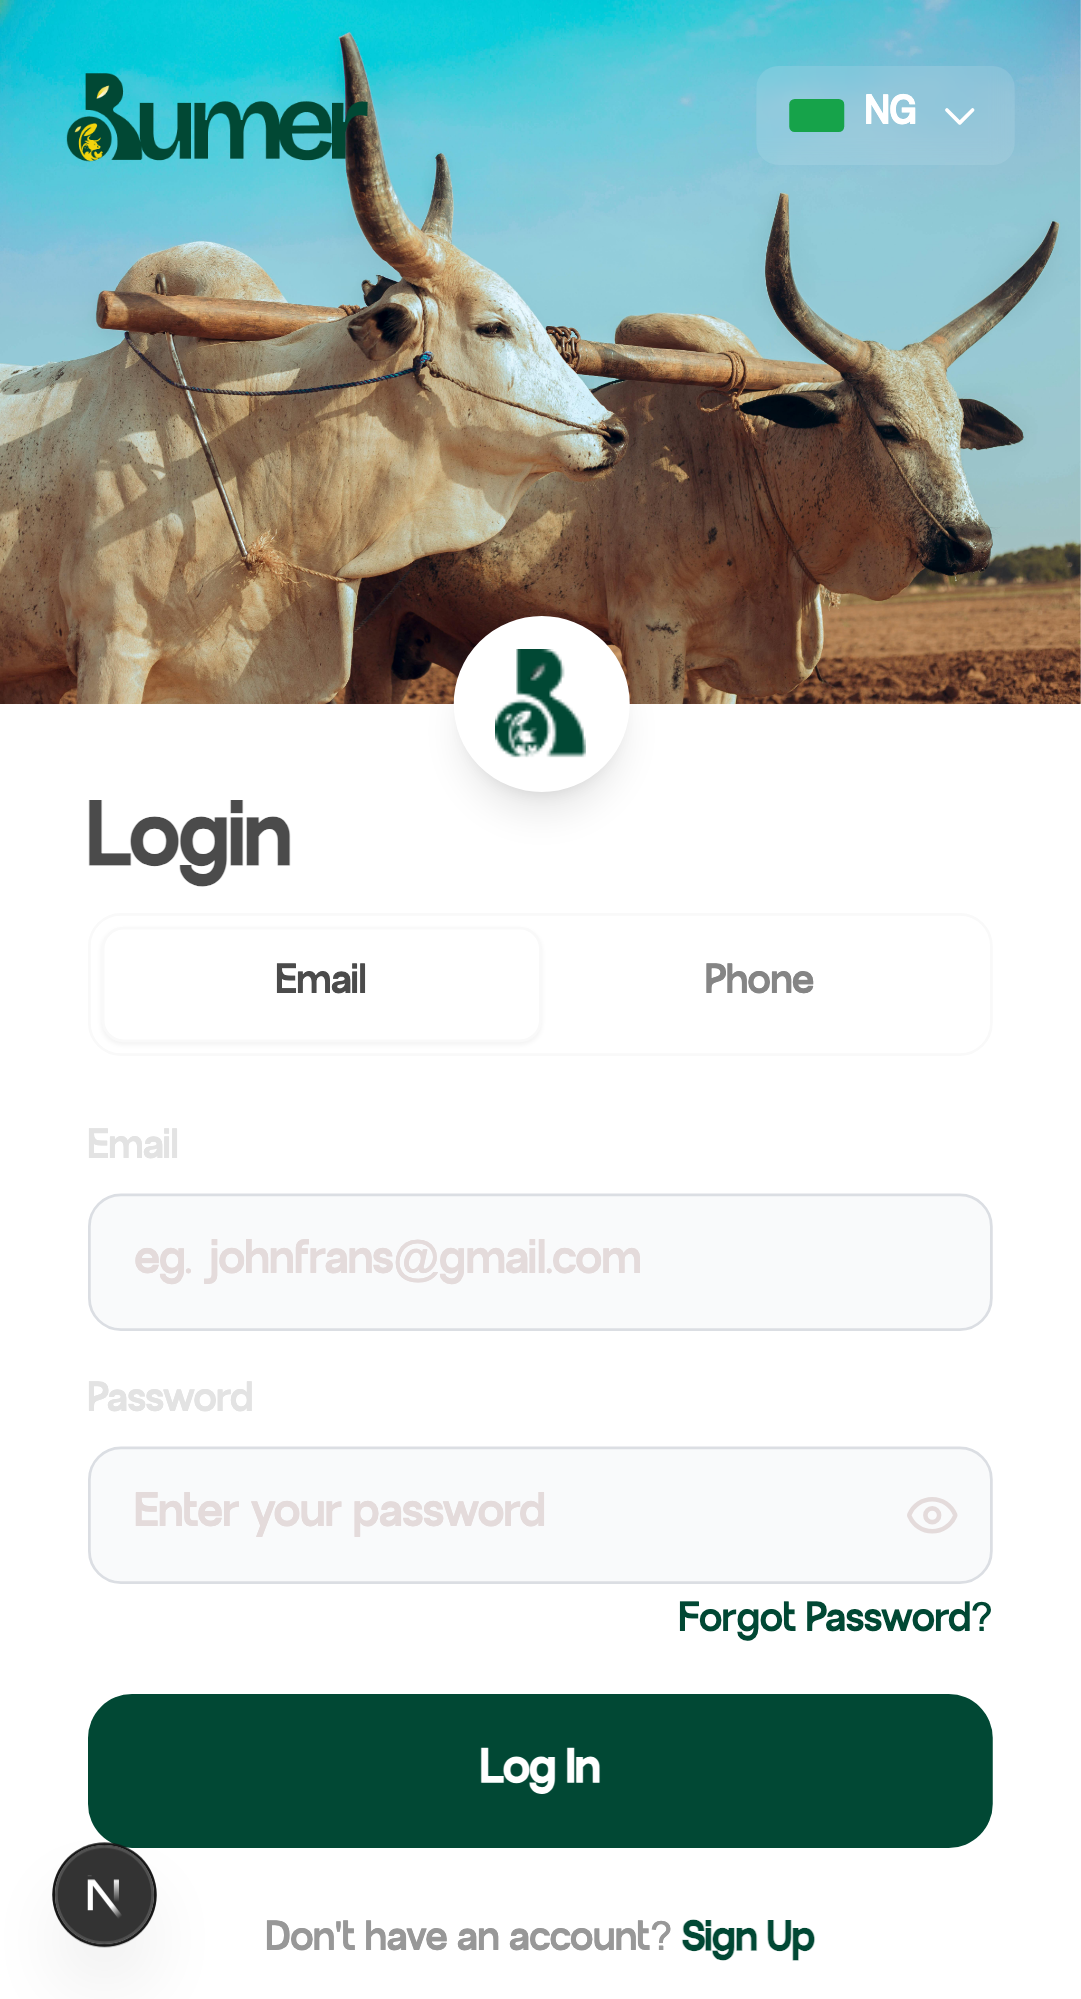 Bumer
NG
Login
Email
Phone
Email
eg. johnfrans@gmail.com
Password
Enter your password
Forgot Password?
Log In
N
Don't have an account? Sign Up